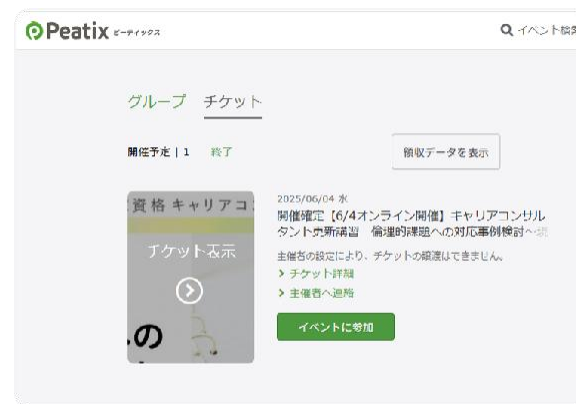 Peatix ピーティックス
イベント検索
グループ チケット
開催予定 | 1 終了
領収データを表示
資格 キャリアコ
チケット表示
の
2025/06/04 水
開催確定【6/4オンライン開催】キャリアコンサル
タント更新講習 倫理的課題への対応事例検討~
主催者の設定により、チケットの譲渡はできません。
チケット詳細
主催者へ連絡
イベントに参加